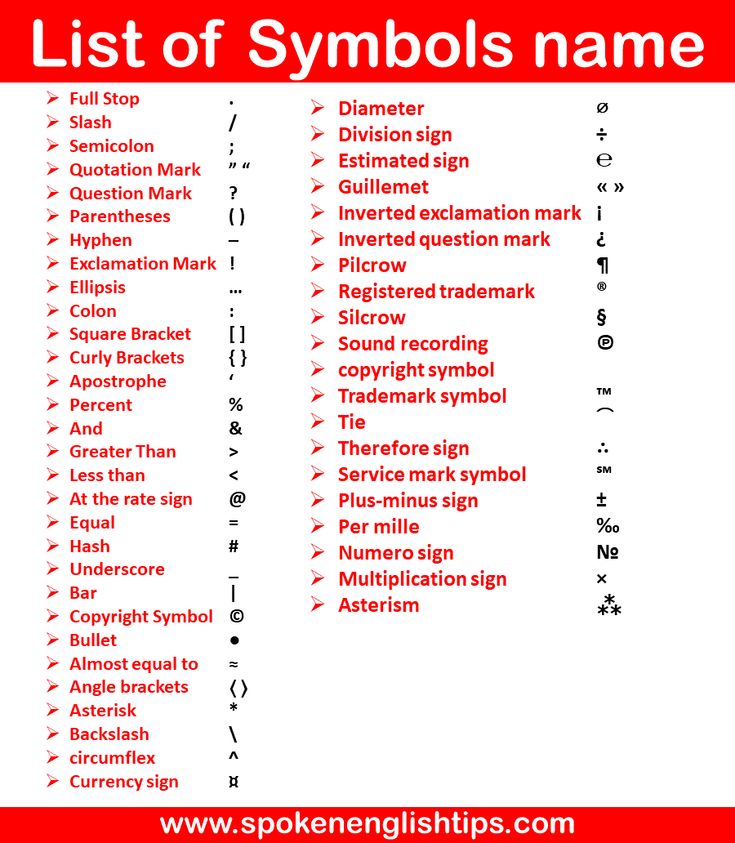 List of Symbols name
Full Stop .
Slash /
Semicolon ;
Quotation Mark ” “
Question Mark ?
Parentheses ( )
Hyphen –
Exclamation Mark !
Ellipsis …
Colon :
Square Bracket [ ]
Curly Brackets { }
Apostrophe ‘
Percent %
And &
Greater Than >
Less than <
At the rate sign @
Equal =
Hash #
Underscore _
Bar |
Copyright Symbol ©
Bullet ●
Almost equal to ≈
Angle brackets ⟨ ⟩
Asterisk *
Backslash \
circumflex ^
Currency sign ¤
Diameter ⌀
Division sign ÷
Estimated sign ℮
Guillemet « »
Inverted exclamation mark ¡
Inverted question mark ¿
Pilcrow ¶
Registered trademark ®
Silcrow §
Sound recording ℗
copyright symbol
Trademark symbol ™
Tie ⁀
Therefore sign ∴
Service mark symbol ℠
Plus-minus sign ±
Per mille ‰
Numero sign №
Multiplication sign ×
Asterism ⁂
www.spokenenglishtips.com